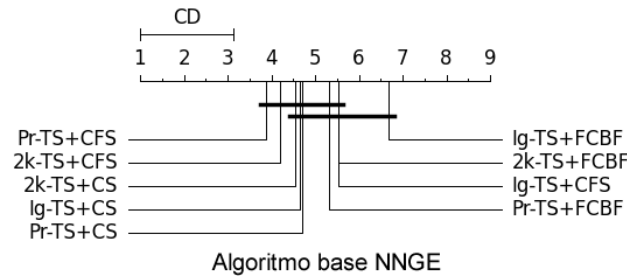 CD
1 2 3 4 5 6 7 8 9
Pr-TS+CFS Ig-TS+FCBF
2k-TS+CFS 2k-TS+FCBF
2k-TS+CS Ig-TS+CFS
Ig-TS+CS Pr-TS+FCBF
Pr-TS+CS
Algoritmo base NNGE